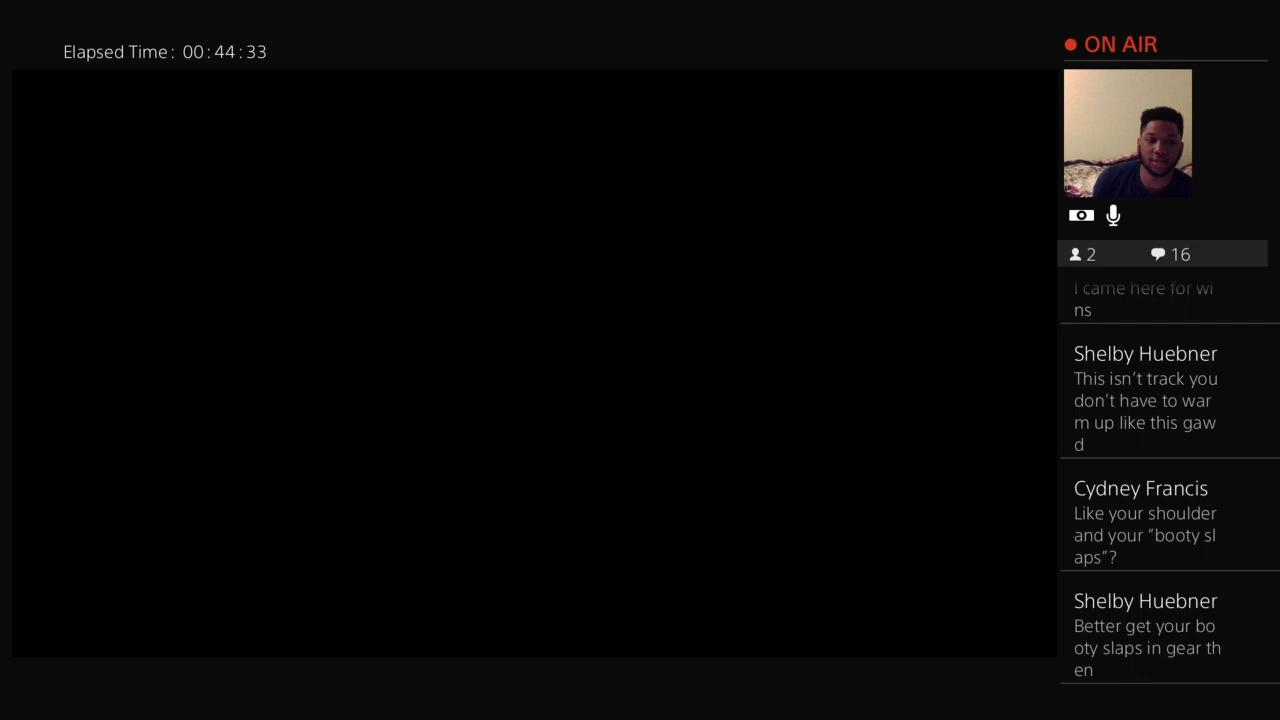 Elapsed Time: 00:44:33
ON AIR
2 16
I came here for wi
ns
Shelby Huebner
This isn't track you
don't have to war
m up like this gaw
d
Cydney Francis
Like your shoulder
and your “booty sl
aps”?
Shelby Huebner
Better get your bo
oty slaps in gear th
en